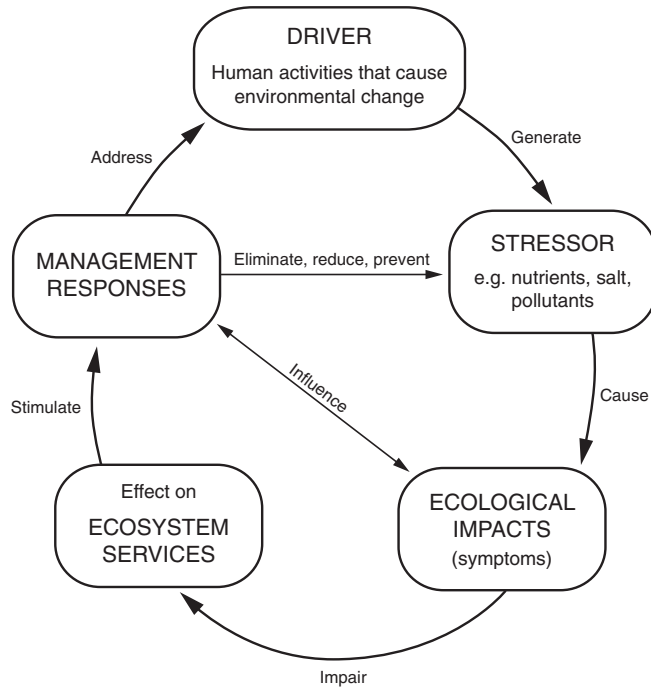 DRIVER
Human activities that cause
environmental change
Address
Generate
MANAGEMENT
RESPONSES
Eliminate, reduce, prevent
STRESSOR
e.g. nutrients, salt,
pollutants
Influence
Stimulate
Cause
Effect on
ECOSYSTEM
SERVICES
ECOLOGICAL
IMPACTS
(symptoms)
Impair